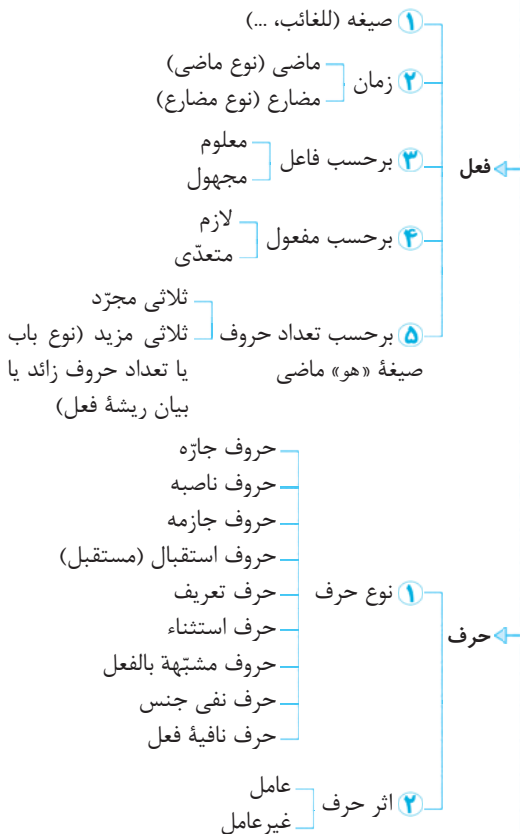 فعل
۱ صیغه (للغائب، ...)
۲ زمان
ماضی (نوع ماضی)
مضارع (نوع مضارع)
۳ برحسب فاعل
معلوم
مجهول
۴ برحسب مفعول
لازم
متعدّی
۵ برحسب تعداد حروف
صیغهٔ «هو» ماضی
ثلاثی مجرّد
ثلاثی مزید (نوع باب
یا تعداد حروف زائد یا
بیان ریشهٔ فعل)
حرف
۱ نوع حرف
حروف جارّه
حروف ناصبه
حروف جازمه
حروف استقبال (مستقبل)
حرف تعریف
حرف استثناء
حروف مشبّهة بالفعل
حرف نفی جنس
حرف نافیهٔ فعل
۲ اثر حرف
عامل
غیرعامل